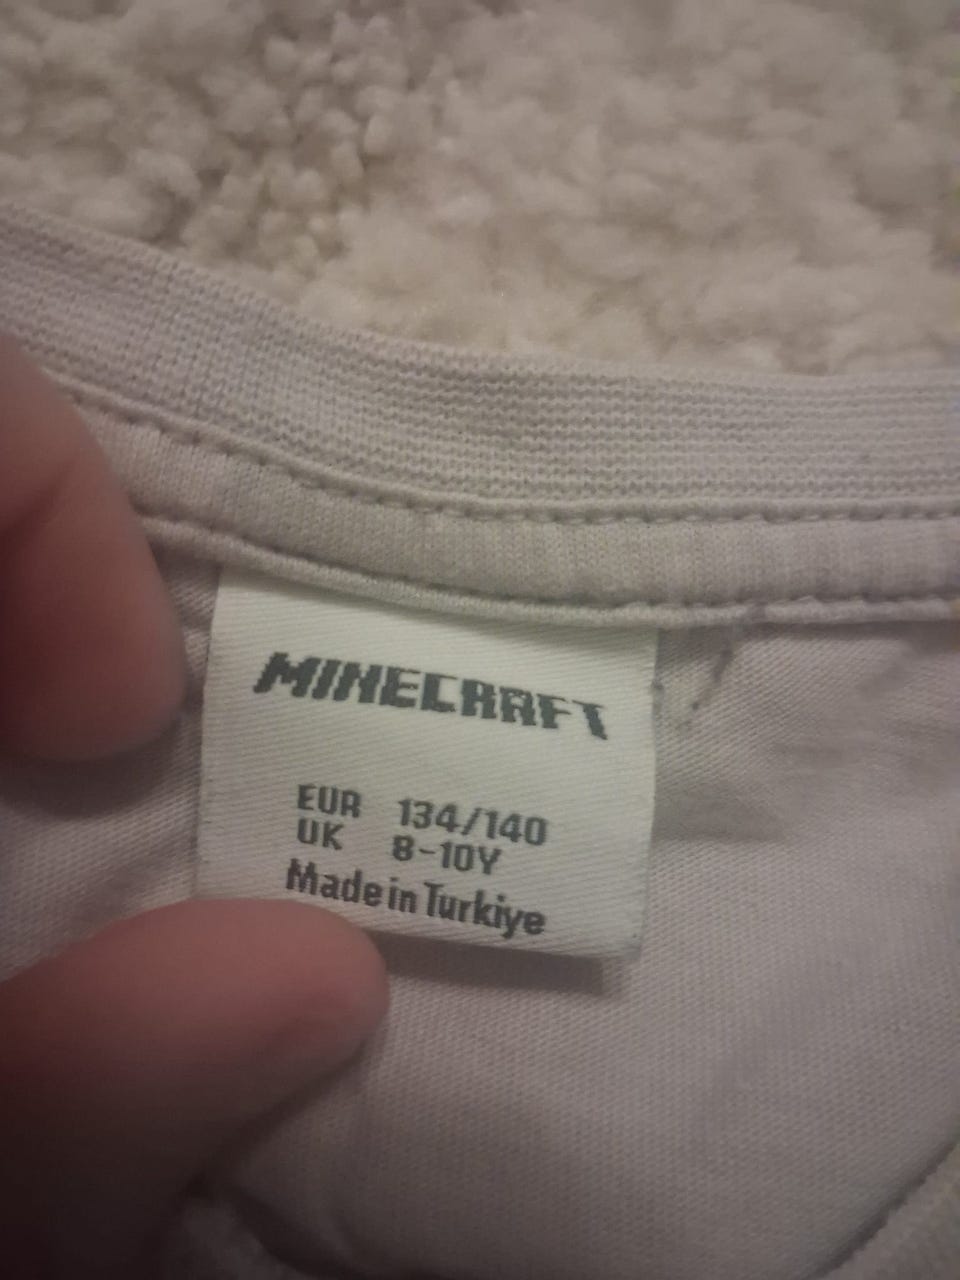 MINECRAFT
EUR 134/140
UK 8-10Y
Made in Turkiye